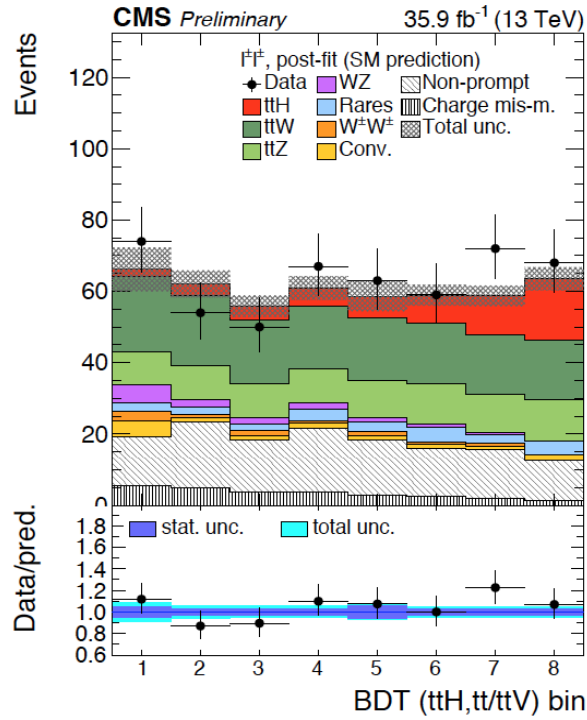 CMS Preliminary 35.9 fb⁻¹ (13 TeV)
l±l±, post-fit (SM prediction)
Data WZ Non-prompt
ttH Rares Charge mis-m.
ttW W±W± Total unc.
ttZ Conv.
Events
120
100
80
60
40
20
0
stat. unc. total unc.
Data/pred.
1.8
1.6
1.4
1.2
1.0
0.8
0.6
1 2 3 4 5 6 7 8
BDT (ttH,tt/ttV) bin